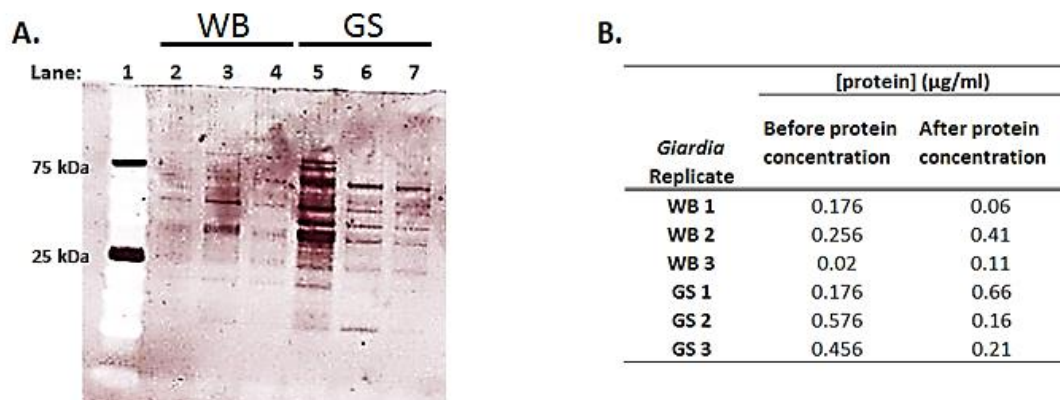 A.
WB GS
Lane: 1 2 3 4 5 6 7
75 kDa
25 kDa
B.
[protein] (µg/ml)
Giardia Replicate Before protein concentration After protein concentration
WB 1 0.176 0.06
WB 2 0.256 0.41
WB 3 0.02 0.11
GS 1 0.176 0.66
GS 2 0.576 0.16
GS 3 0.456 0.21